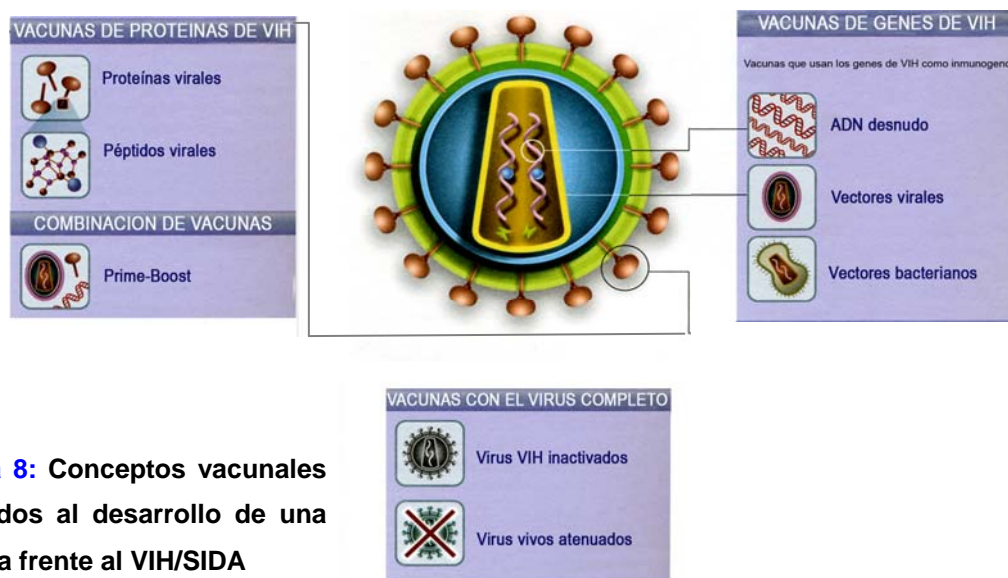 VACUNAS DE PROTEINAS DE VIH
Proteínas virales
Péptidos virales
COMBINACION DE VACUNAS
Prime-Boost
VACUNAS DE GENES DE VIH
Vacunas que usan los genes de VIH como inmunogeno
ADN desnudo
Vectores virales
Vectores bacterianos
VACUNAS CON EL VIRUS COMPLETO
Virus VIH inactivados
Virus vivos atenuados
8: Conceptos vacunales
al desarrollo de una
frente al VIH/SIDA